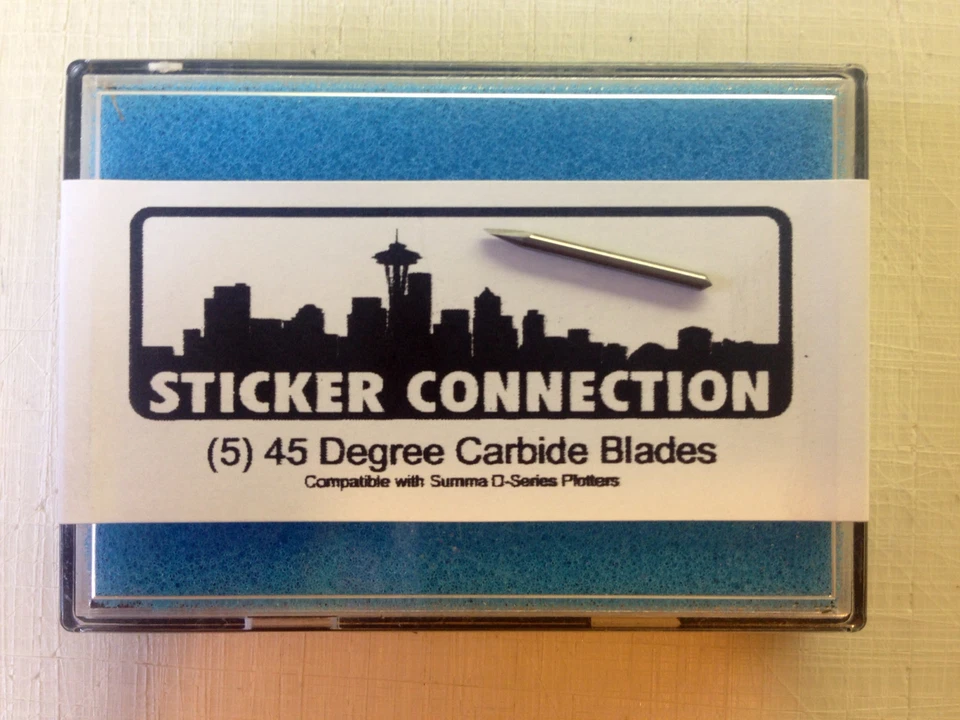 STICKER CONNECTION
(5) 45 Degree Carbide Blades
Compatible with Summa D-Series Plotters